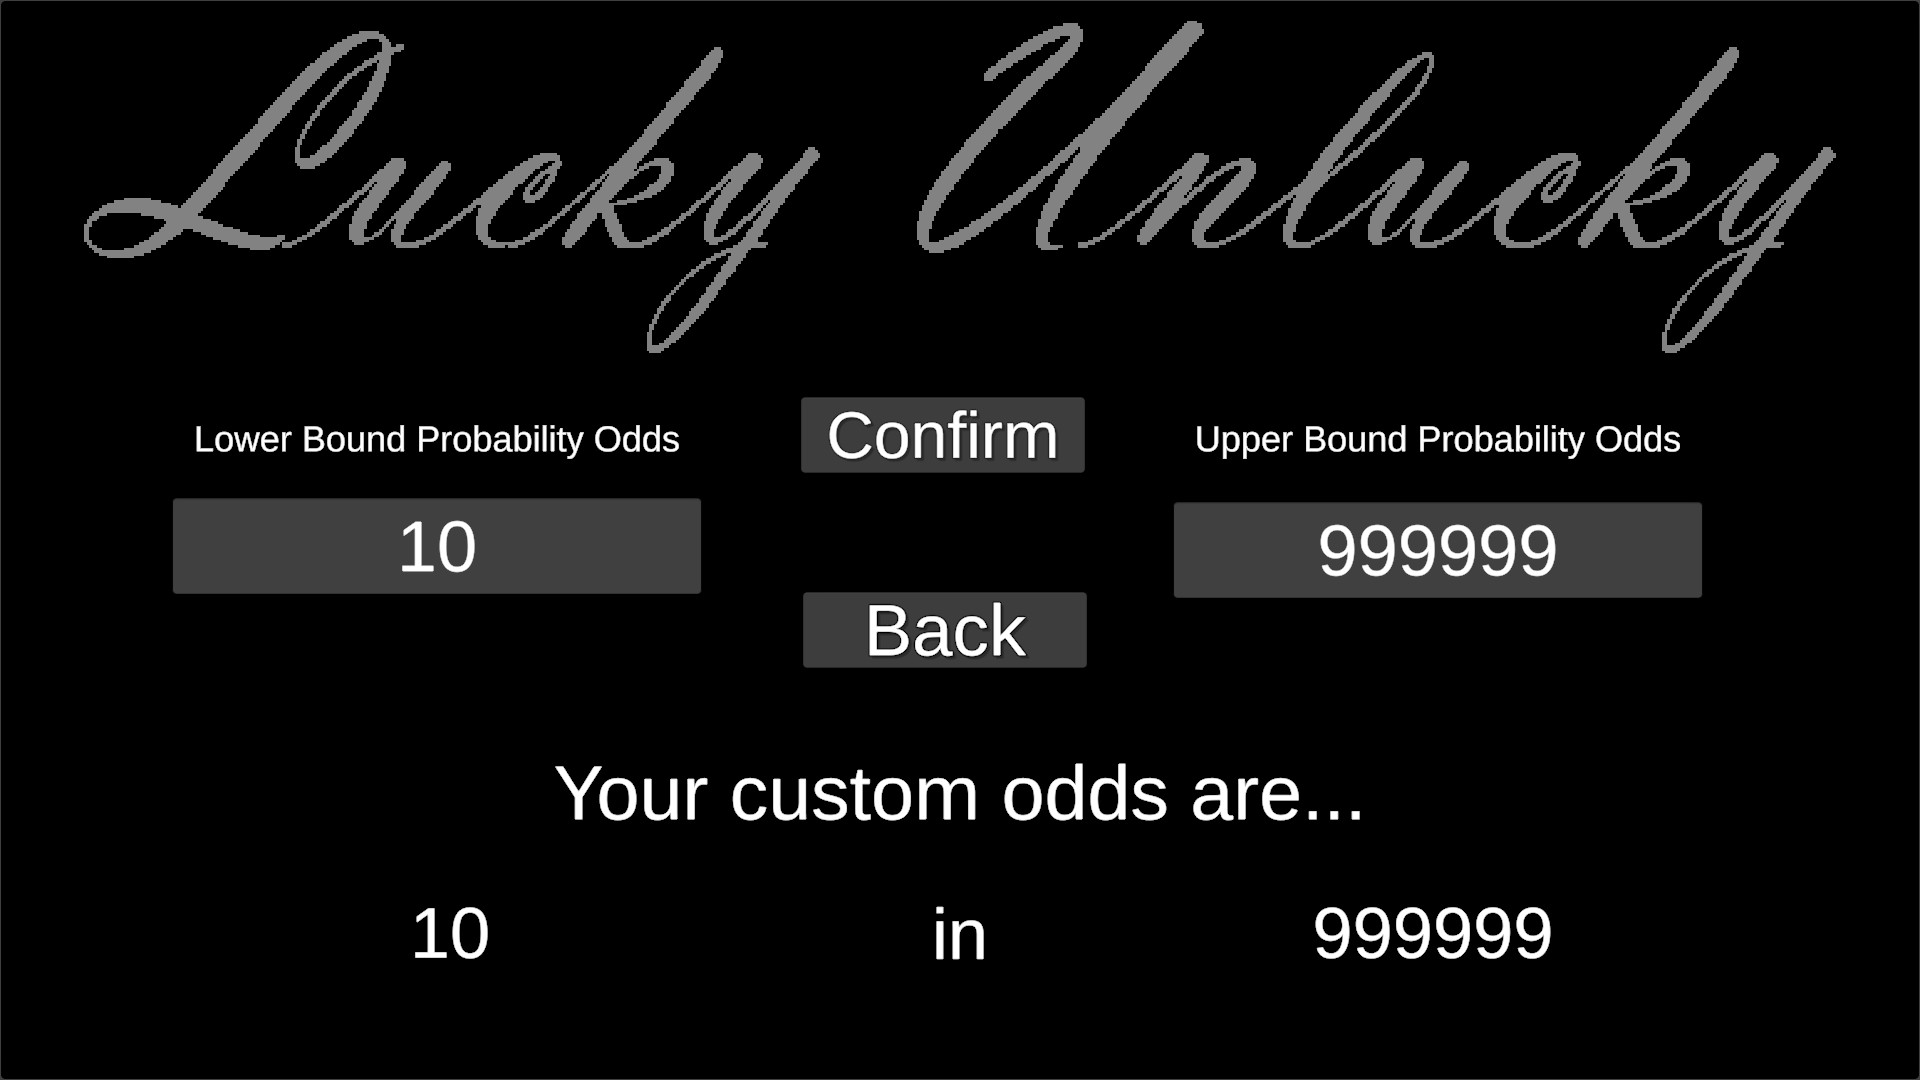 Lucky Unlucky
Lower Bound Probability Odds
Confirm
Upper Bound Probability Odds
10
999999
Back
Your custom odds are...
10 in 999999